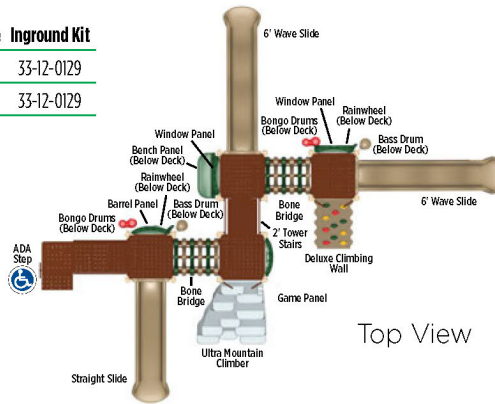 Inground Kit
33-12-0129
33-12-0129
6' Wave Slide
Window Panel
Bongo Drums
(Below Deck)
Rainwheel
(Below Deck)
Bass Drum
(Below Deck)
Window Panel
Bench Panel
(Below Deck)
Rainwheel
(Below Deck)
Barrel Panel
Bass Drum
(Below Deck)
Bongo Drums
(Below Deck)
Bone
Bridge
6' Wave Slide
2' Tower
Stairs
Deluxe Climbing
Wall
ADA
Step
Bone
Bridge
Game Panel
Top View
Ultra Mountain
Climber
Straight Slide